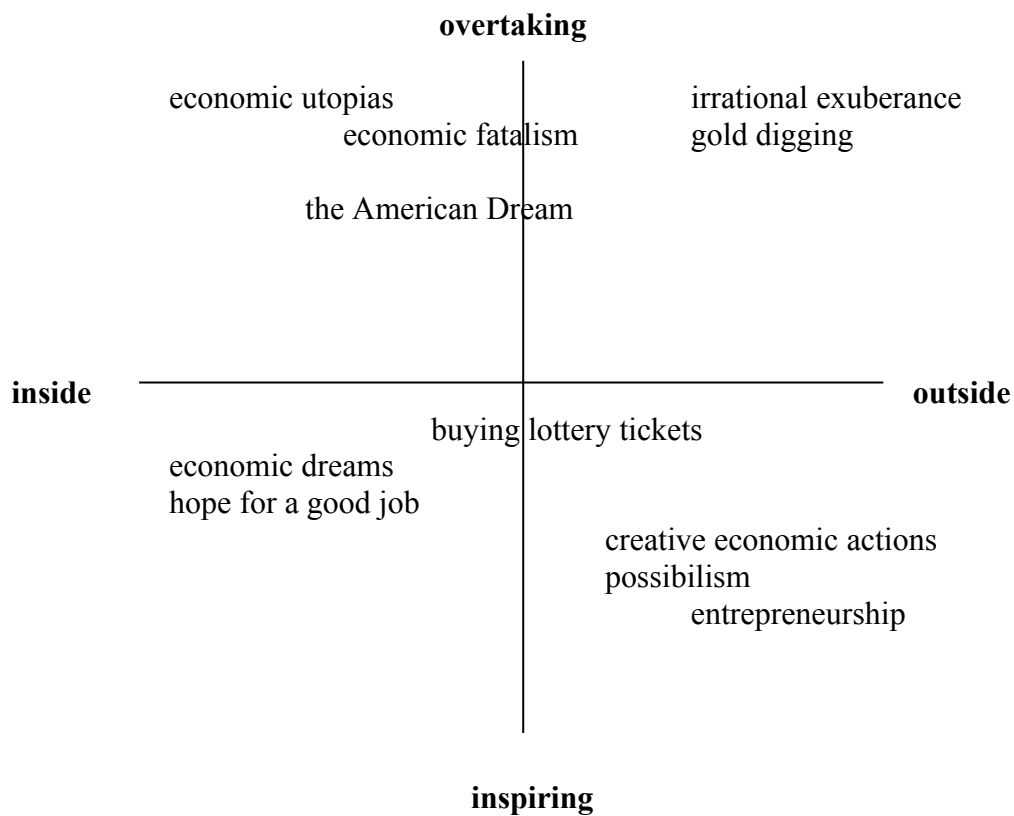 overtaking
economic utopias
irrational exuberance
economic fatalism
gold digging
the American Dream
inside
outside
buying lottery tickets
economic dreams
hope for a good job
creative economic actions
possibilism
entrepreneurship
inspiring